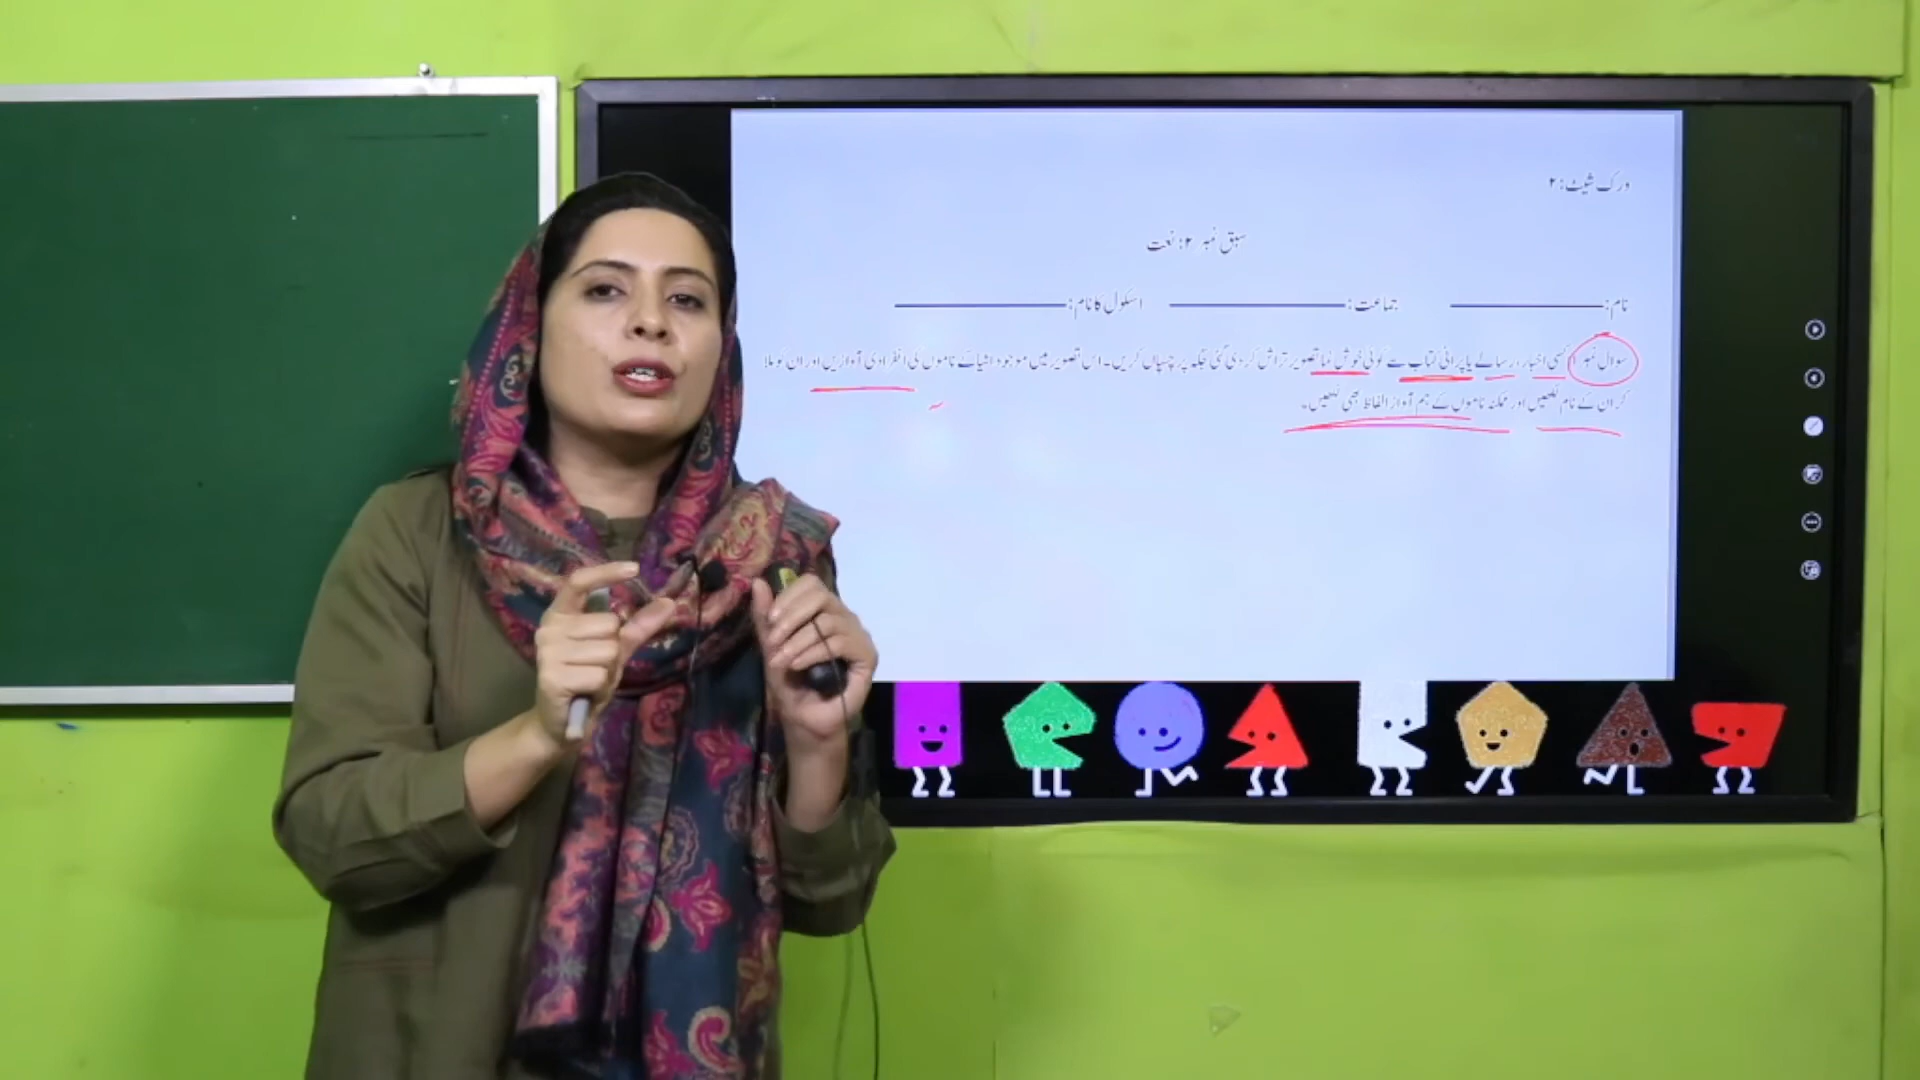 ورک شیٹ: ۲
سبق نمبر ۲: نعت
نام: جماعت: اسکول کا نام:
سوال نمبر ۱ کسی اخبار، رسالے یا پرانی کتاب سے کوئی خوش نما تصویر تراش کر دی گئی جگہ پر چسپاں کریں۔ اس تصویر میں موجود اشیا کے ناموں کی انفرادی آوازیں اور ان کو ملا
کر ان کے نام لکھیں اور ممکنہ ناموں کے ہم آواز الفاظ بھی لکھیں۔